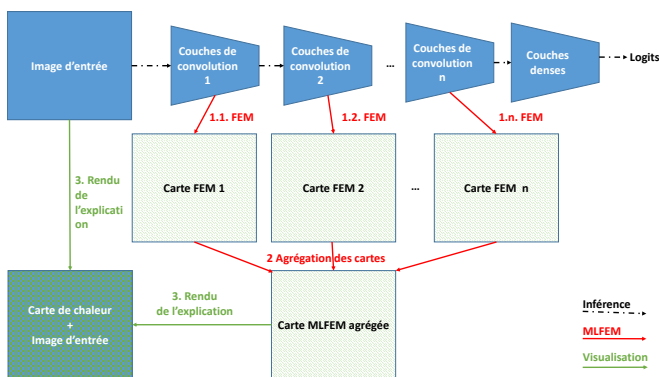 Image d'entrée
Couches de
convolution
1
Couches de
convolution
2
...
Couches de
convolution
n
Couches
denses
Logits
1.1. FEM
1.2. FEM
1.n. FEM
Carte FEM 1
Carte FEM 2
...
Carte FEM n
3. Rendu
de
l'explicati
on
2 Agrégation des cartes
Carte de chaleur
+
Image d'entrée
3. Rendu
de l'explication
Carte MLFEM agrégée
Inférence
MLFEM
Visualisation